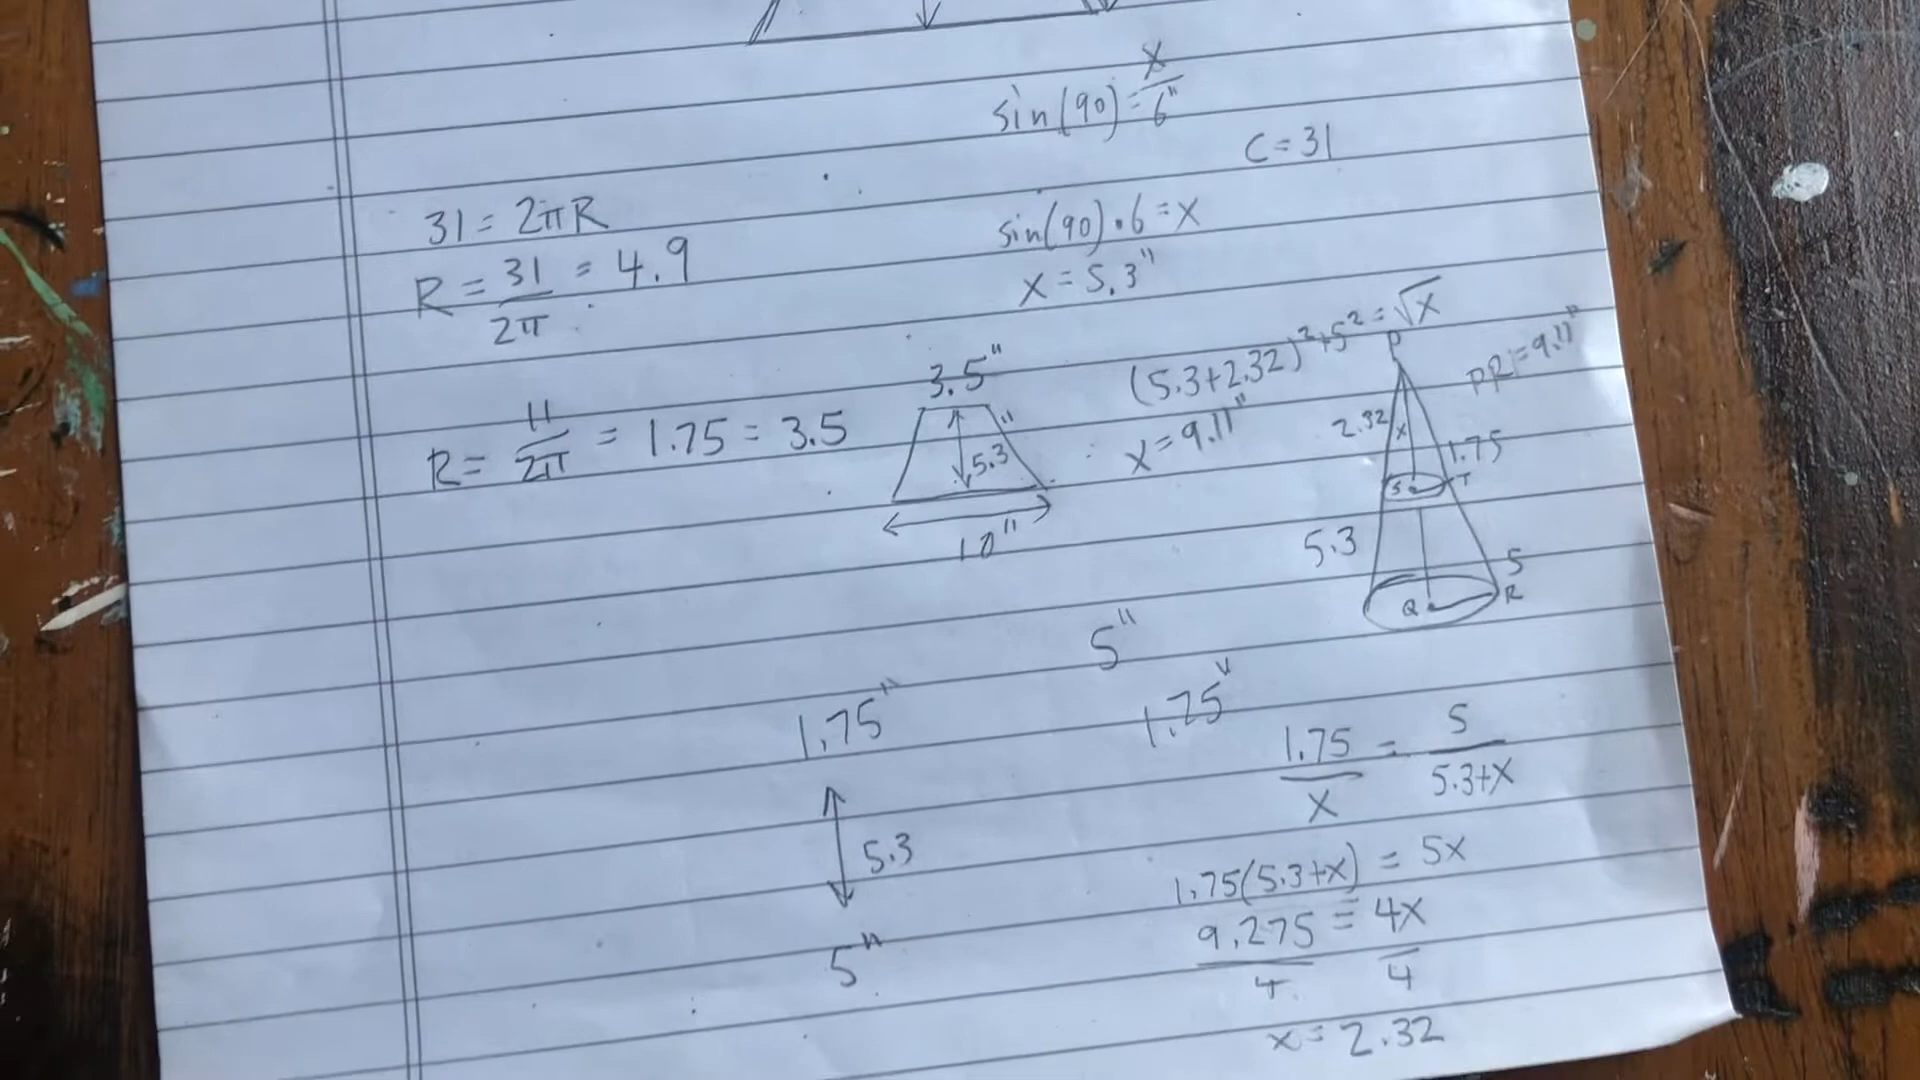 sin(90) = x/6"
C = 31
31 = 2πR
R = 31/2π = 4.9
sin(90)•6 = x
x = 5.3"
R = 11/2π = 1.75 = 3.5
3.5"
5.3
10"
(5.3+2.32)²+5² = √x
x = 9.11"
P
PR = 9.11"
2.32
x
1.75
S
T
5.3
5
Q
R
5"
1.75"
1.75"
5.3
5"
1.75/x = 5/5.3+x
1.75(5.3+x) = 5x
9.275 = 4x
4 4
x = 2.32